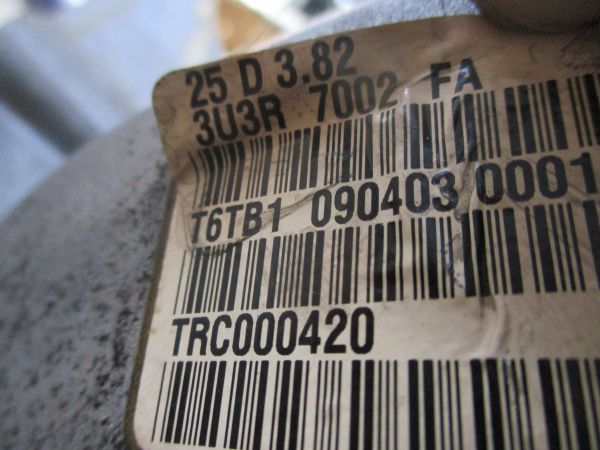 25 D 3.82
3U3R 7002 FA
T6TB1 090403 0001
TRC000420